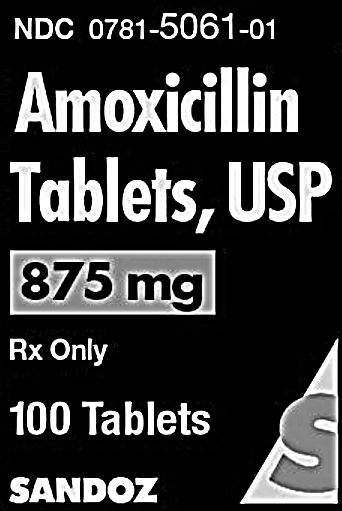 NDC 0781-5061-01
Amoxicillin
Tablets, USP
875 mg
Rx Only
100 Tablets
SANDOZ
S